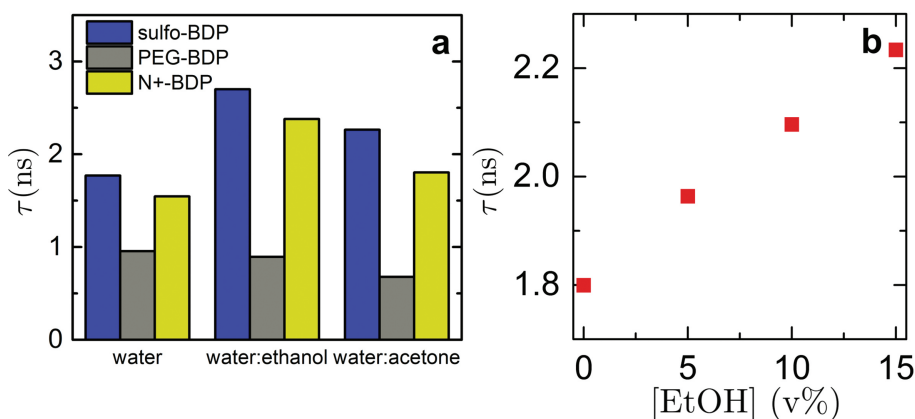 sulfo-BDP
PEG-BDP
N+-BDP
a
3
2
1
0
τ(ns)
water
water:ethanol
water:acetone
b
2.2
2.0
1.8
τ(ns)
0
5
10
15
[EtOH] (v%)